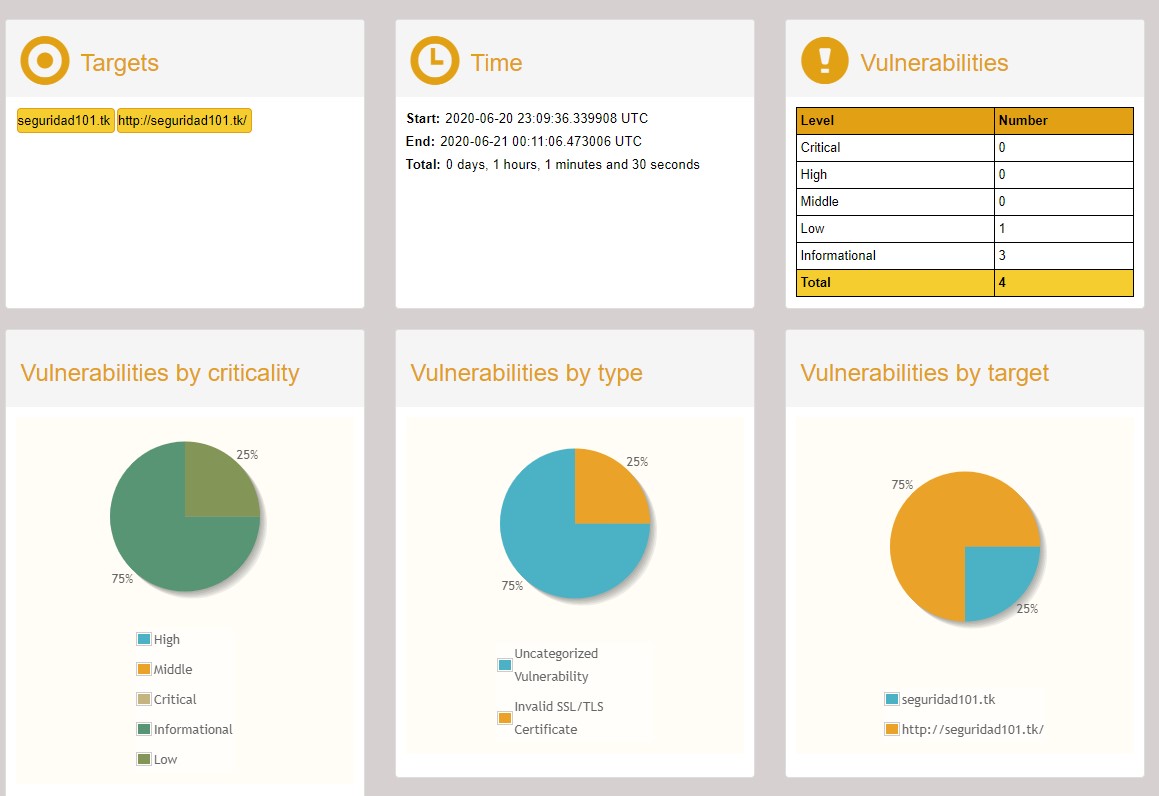 Targets
seguridad101.tk http://seguridad101.tk/
Time
Start: 2020-06-20 23:09:36.339908 UTC
End: 2020-06-21 00:11:06.473006 UTC
Total: 0 days, 1 hours, 1 minutes and 30 seconds
Vulnerabilities
Level Number
Critical 0
High 0
Middle 0
Low 1
Informational 3
Total 4
Vulnerabilities by criticality
25%
75%
High
Middle
Critical
Informational
Low
Vulnerabilities by type
25%
75%
Uncategorized
Vulnerability
Invalid SSL/TLS
Certificate
Vulnerabilities by target
75%
25%
seguridad101.tk
http://seguridad101.tk/